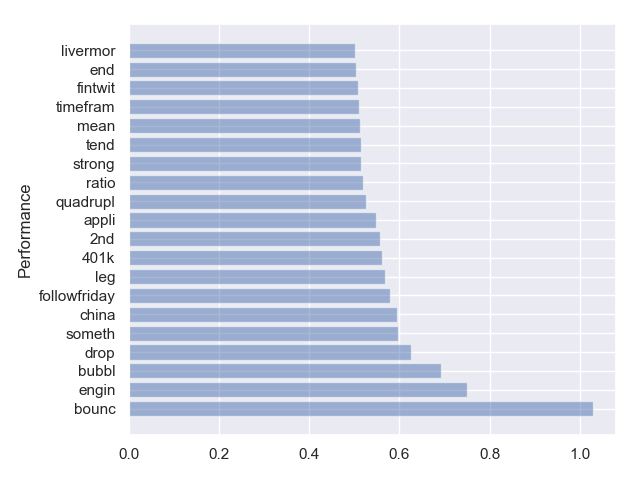 livermor
end
fintwit
timefram
mean
tend
strong
ratio
quadrupl
appli
2nd
401k
leg
followfriday
china
someth
drop
bubbl
engin
bounc
Performance
0.0 0.2 0.4 0.6 0.8 1.0